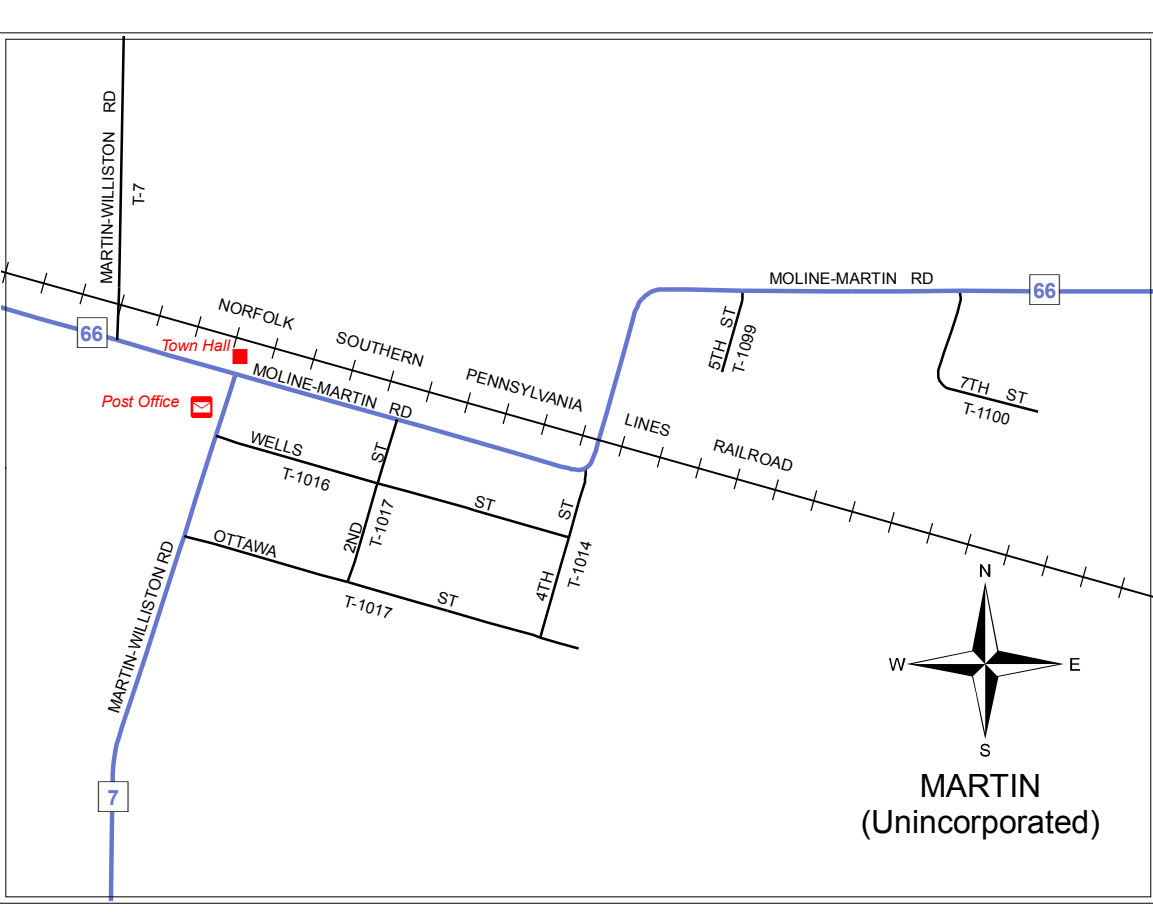 MARTIN-WILLISTON RD
T-7
NORFOLK SOUTHERN PENNSYLVANIA LINES RAILROAD
MOLINE-MARTIN RD
66
66
Town Hall
MOLINE-MARTIN RD
5TH ST
T-1099
7TH ST
T-1100
Post Office
WELLS ST
T-1016
2ND ST
T-1017
4TH ST
T-1014
OTTAWA ST
T-1017
MARTIN-WILLISTON RD
7
N
W
E
S
MARTIN
(Unincorporated)